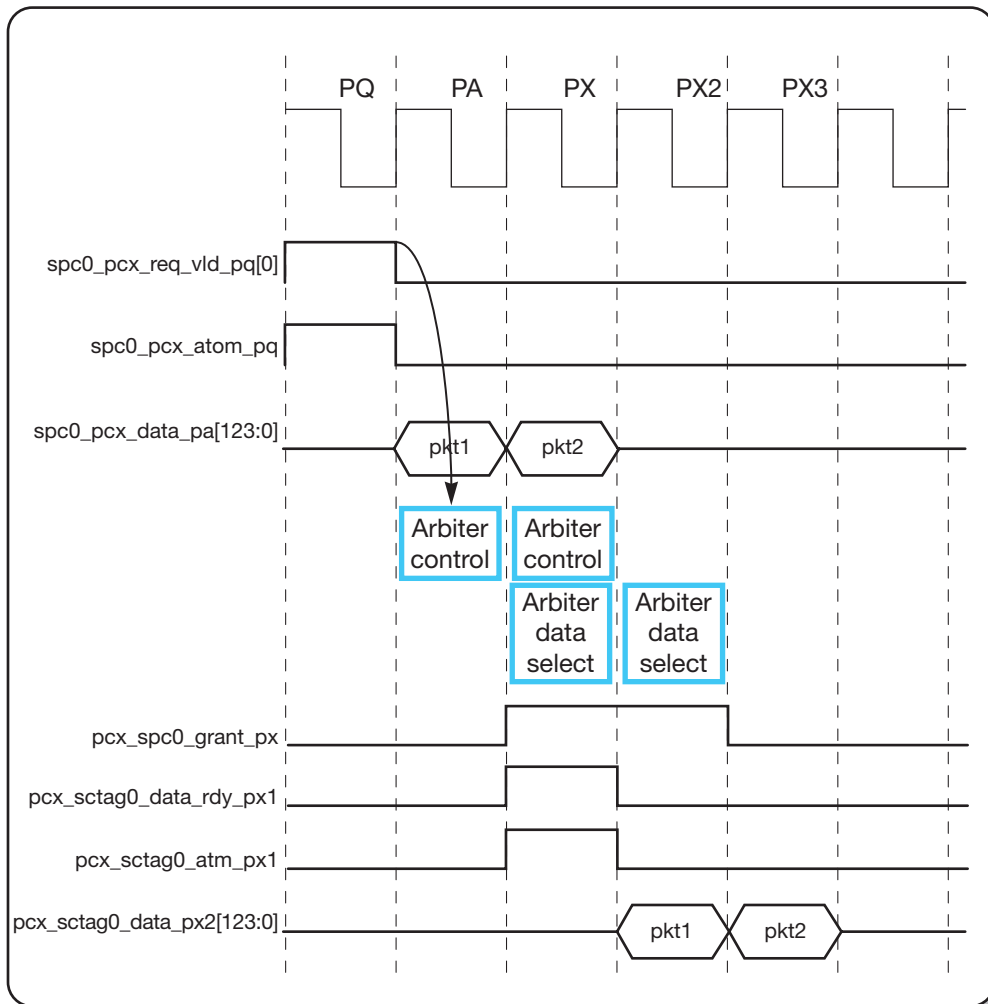 PQ PA PX PX2 PX3
spc0_pcx_req_vld_pq[0]
spc0_pcx_atom_pq
spc0_pcx_data_pa[123:0]
pkt1 pkt2
Arbiter control
Arbiter control
Arbiter data select
Arbiter data select
pcx_spc0_grant_px
pcx_sctag0_data_rdy_px1
pcx_sctag0_atm_px1
pcx_sctag0_data_px2[123:0]
pkt1 pkt2